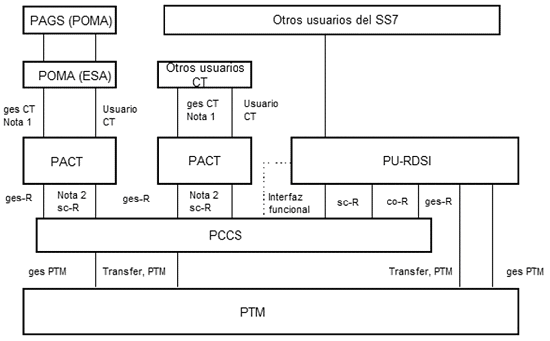 PAGS (POMA)
Otros usuarios del SS7
POMA (ESA)
Otros usuarios
CT
ges CT
Nota 1
Usuario
CT
ges CT
Nota 1
Usuario
CT
PACT
PACT
PU-RDSI
ges-R
Nota 2
sc-R
ges-R
Nota 2
sc-R
Interfaz
funcional
sc-R
co-R
ges-R
PCCS
ges PTM
Transfer, PTM
Transfer, PTM
ges PTM
PTM